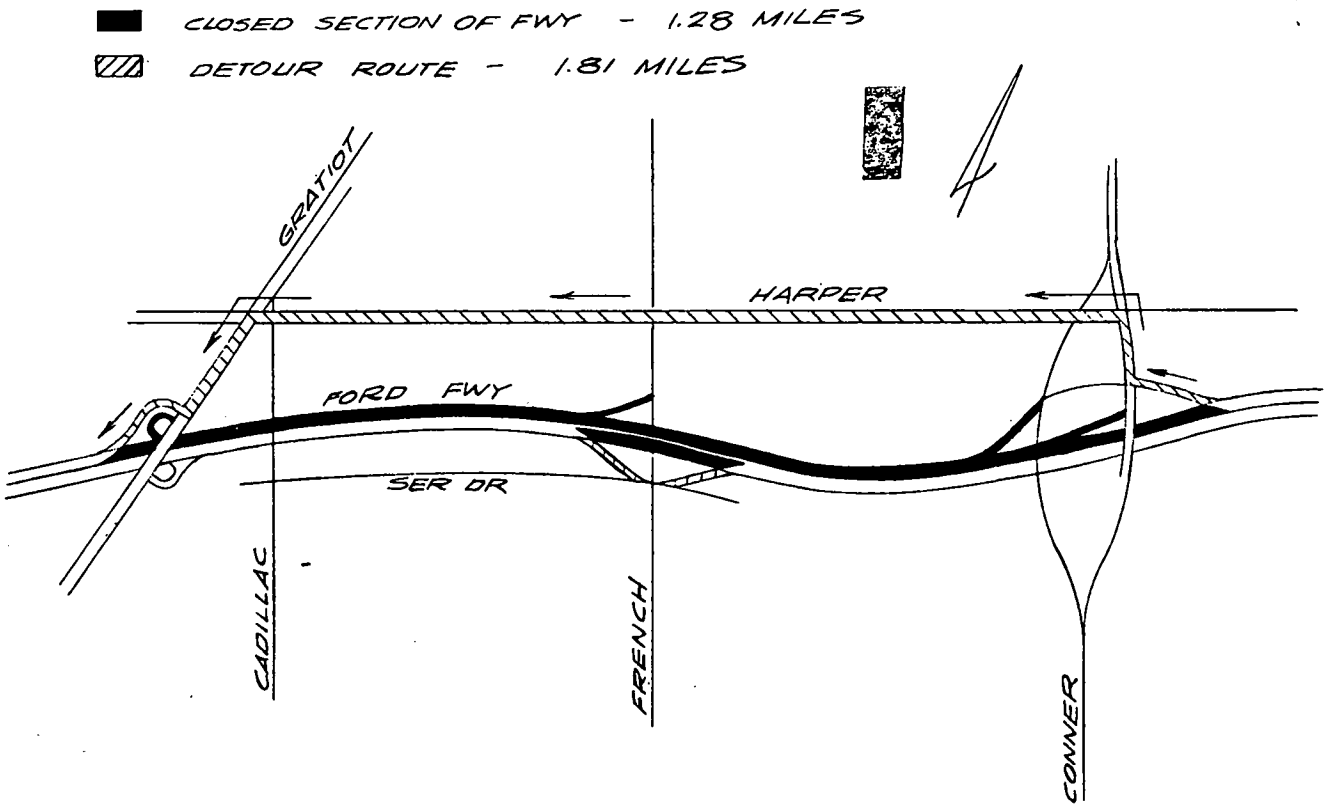 CLOSED SECTION OF FWY - 1.28 MILES
DETOUR ROUTE - 1.81 MILES
GRATIOT
HARPER
FORD FWY
SER DR
CADILLAC
FRENCH
CONNER